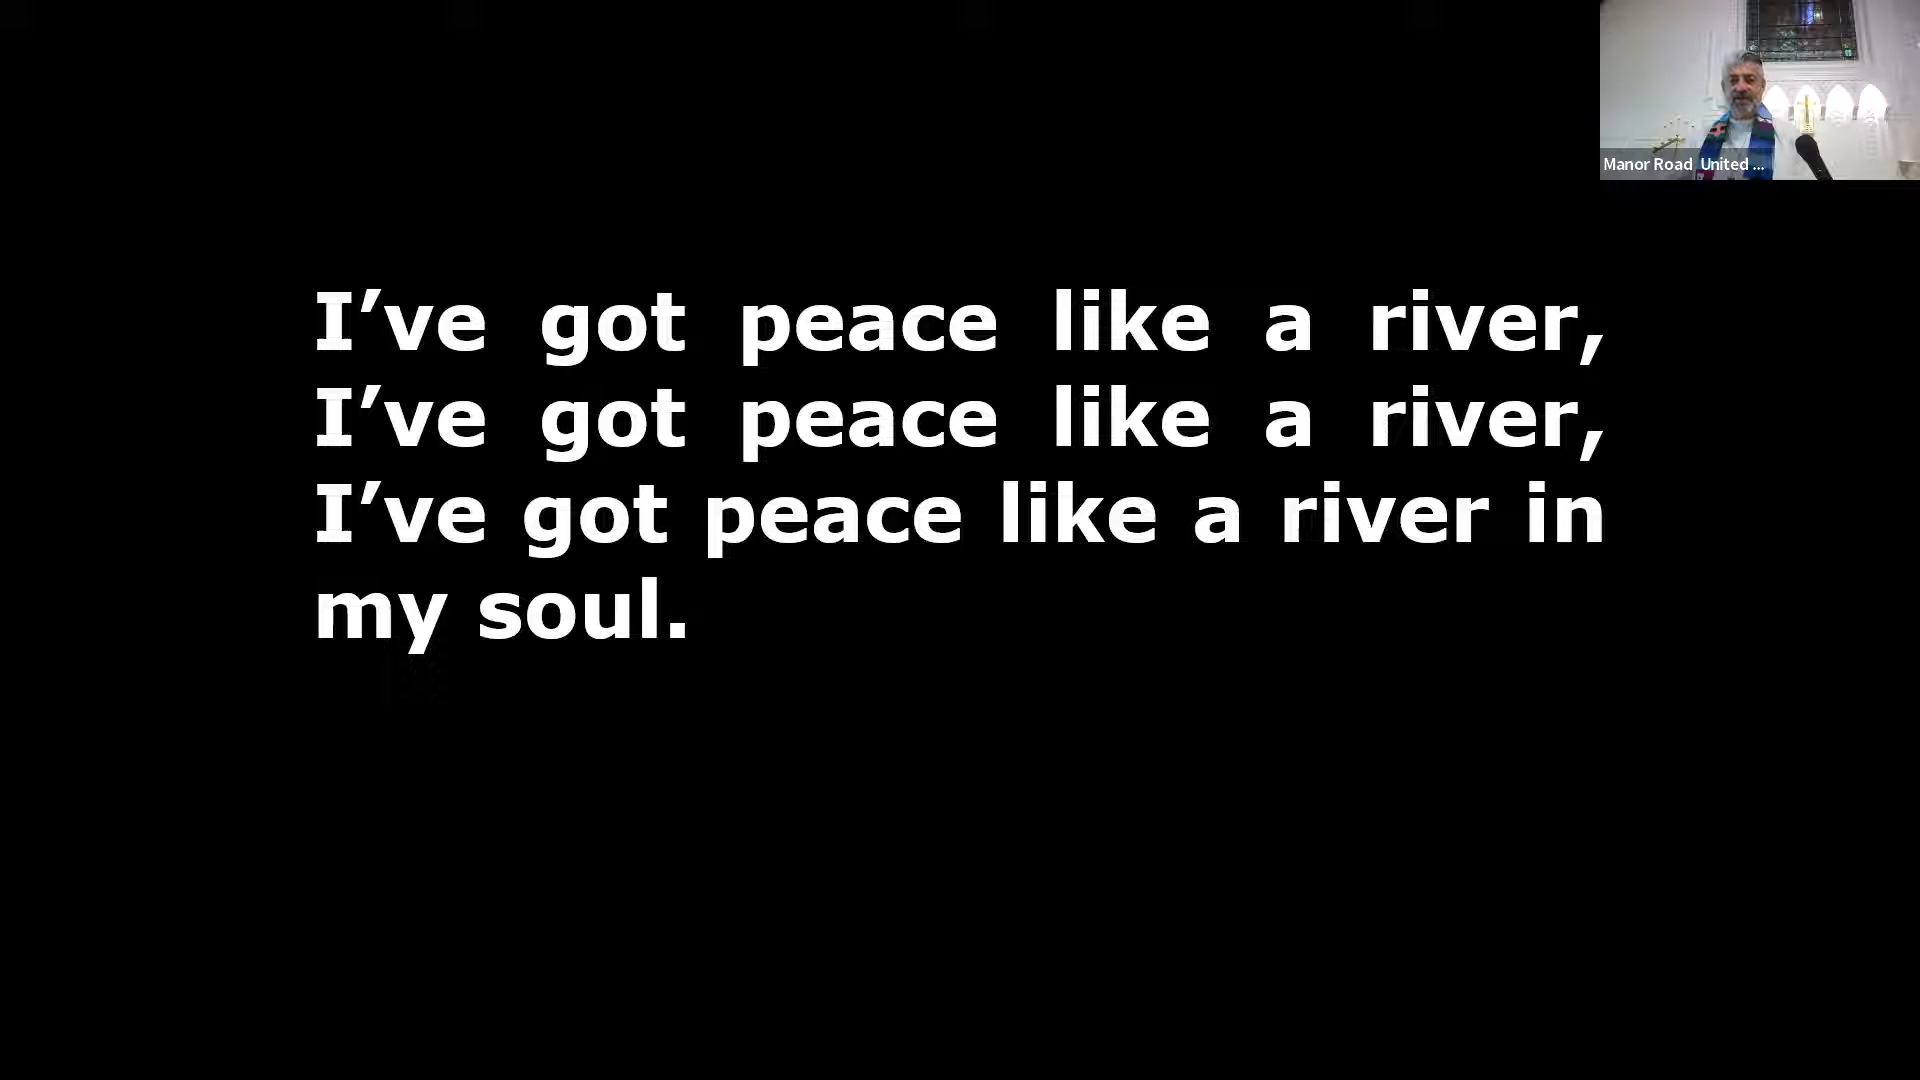 Manor Road United ...
I’ve got peace like a river,
I’ve got peace like a river,
I’ve got peace like a river in
my soul.